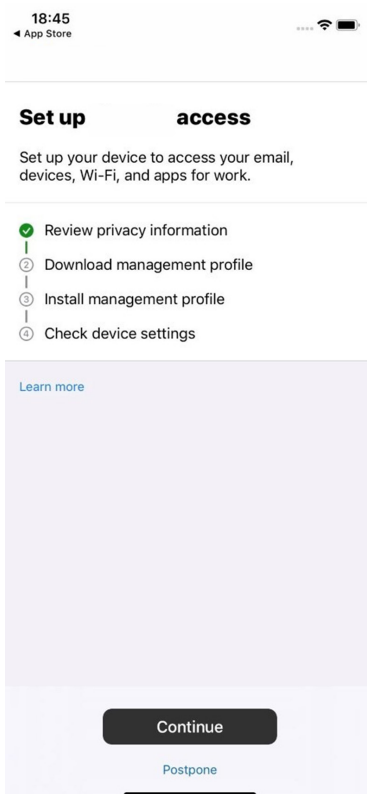 18:45
◀ App Store
Set up access
Set up your device to access your email,
devices, Wi-Fi, and apps for work.
Review privacy information
2 Download management profile
3 Install management profile
4 Check device settings
Learn more
Continue
Postpone